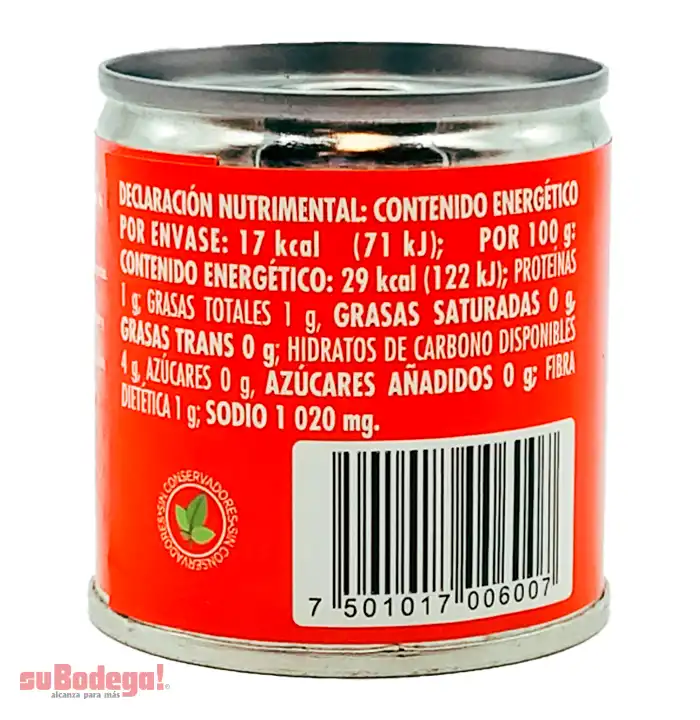 DECLARACIÓN NUTRIMENTAL: CONTENIDO ENERGÉTICO
POR ENVASE: 17 kcal (71 kJ); POR 100 g:
CONTENIDO ENERGÉTICO: 29 kcal (122 kJ); PROTEÍNAS
1 g; GRASAS TOTALES 1 g, GRASAS SATURADAS 0 g,
GRASAS TRANS 0 g; HIDRATOS DE CARBONO DISPONIBLES
4 g, AZÚCARES 0 g, AZÚCARES AÑADIDOS 0 g; FIBRA
DIETÉTICA 1 g; SODIO 1 020 mg.
SIN CONSERVADORES•SIN CONSERVADORES•
7 501017 006007
suBodega!®
alcanza para más